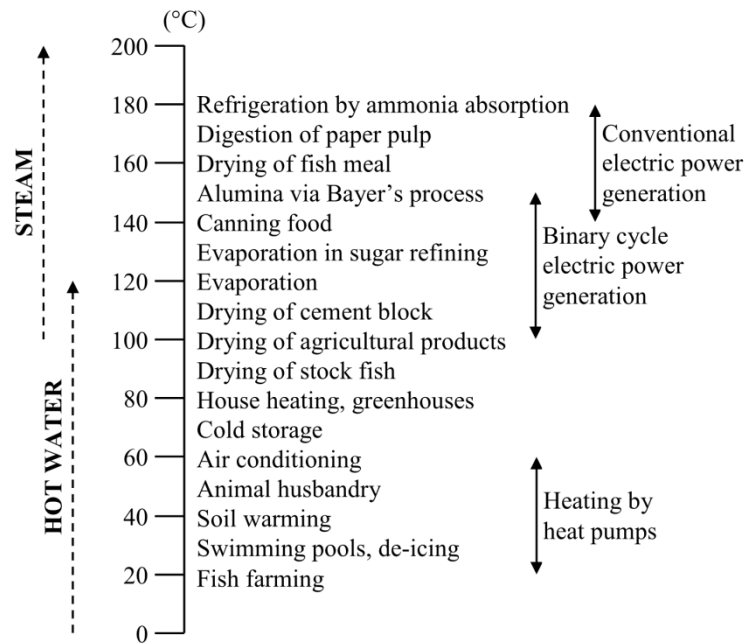 (°C)
200
180
Refrigeration by ammonia absorption
Digestion of paper pulp
160
Drying of fish meal
Alumina via Bayer's process
140
Canning food
Evaporation in sugar refining
120
Evaporation
Drying of cement block
100
Drying of agricultural products
Drying of stock fish
80
House heating, greenhouses
Cold storage
60
Air conditioning
Animal husbandry
40
Soil warming
Swimming pools, de-icing
20
Fish farming
0
STEAM
HOT WATER
Conventional
electric power
generation
Binary cycle
electric power
generation
Heating by
heat pumps